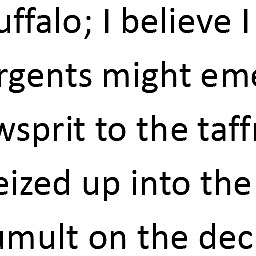 uffalo; I believe I
rgents might eme
wsprit to the taffr
eized up into the
umult on the dec